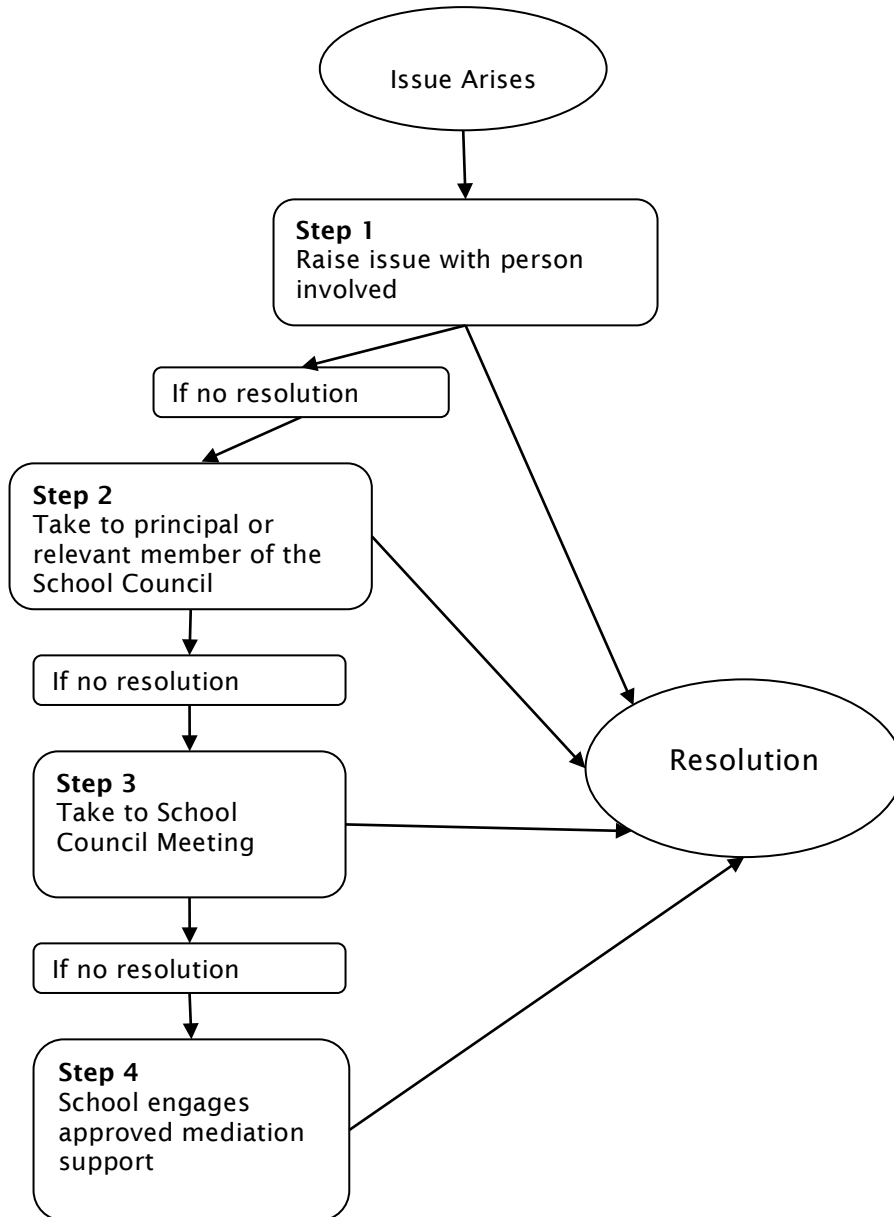 Issue Arises
Step 1
Raise issue with person
involved
If no resolution
Step 2
Take to principal or
relevant member of the
School Council
If no resolution
Step 3
Take to School
Council Meeting
Resolution
If no resolution
Step 4
School engages
approved mediation
support